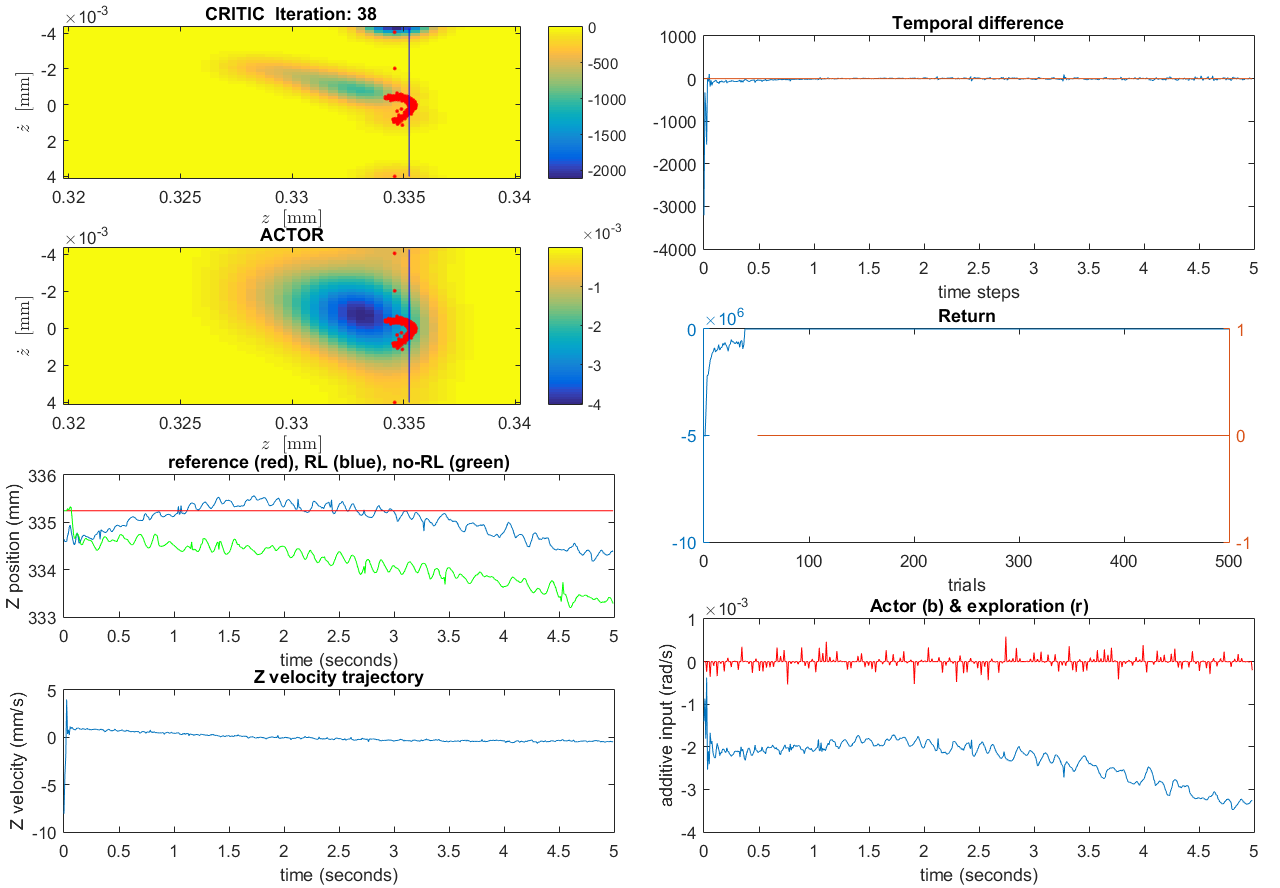 CRITIC Iteration: 38
×10⁻³
-4
-2
0
2
4
0.32 0.325 0.33 0.335 0.34
ż [mm]
z [mm]
0
-500
-1000
-1500
-2000
ACTOR
×10⁻³
-4
-2
0
2
4
0.32 0.325 0.33 0.335 0.34
ż [mm]
z [mm]
×10⁻³
-1
-2
-3
-4
reference (red), RL (blue), no-RL (green)
336
335
334
333
Z position (mm)
0 0.5 1 1.5 2 2.5 3 3.5 4 4.5 5
time (seconds)
Z velocity trajectory
5
0
-5
-10
Z velocity (mm/s)
0 0.5 1 1.5 2 2.5 3 3.5 4 4.5 5
time (seconds)
Temporal difference
1000
0
-1000
-2000
-3000
-4000
0 0.5 1 1.5 2 2.5 3 3.5 4 4.5 5
time steps
Return
×10⁶
0
-5
-10
1
0
-1
0 100 200 300 400 500
trials
Actor (b) & exploration (r)
×10⁻³
1
0
-1
-2
-3
-4
additive input (rad/s)
0 0.5 1 1.5 2 2.5 3 3.5 4 4.5 5
time (seconds)